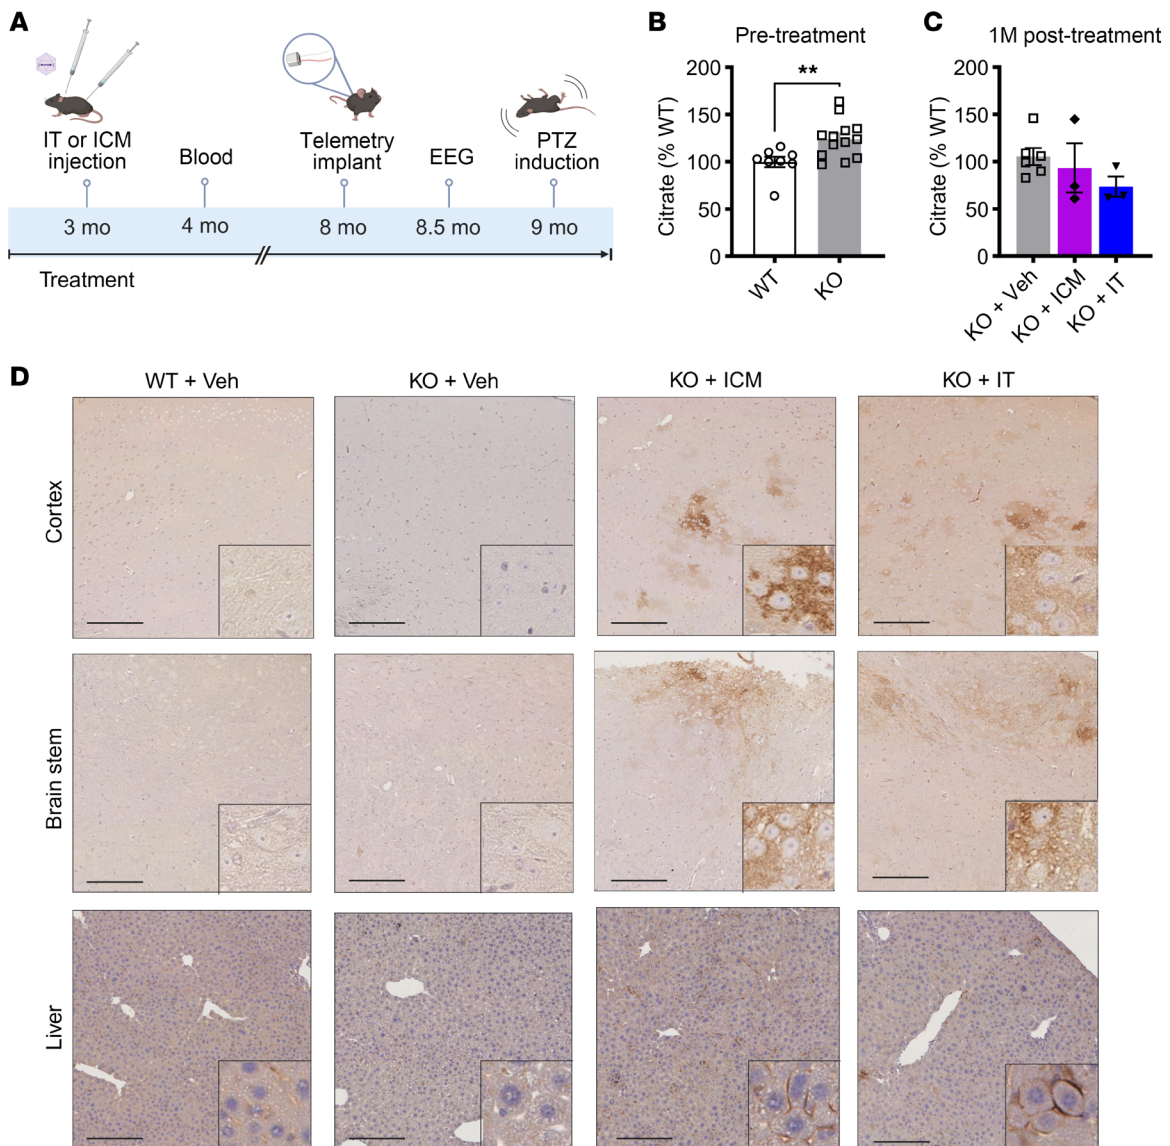 A
IT or ICM
injection
Blood
Telemetry
implant
EEG
PTZ
induction
3 mo
4 mo
8 mo
8.5 mo
9 mo
Treatment
B
Pre-treatment
Citrate (% WT)
200
150
100
50
0
**
WT
KO
C
1M post-treatment
Citrate (% WT)
200
150
100
50
0
KO + Veh
KO + ICM
KO + IT
D
WT + Veh
KO + Veh
KO + ICM
KO + IT
Cortex
Brain stem
Liver